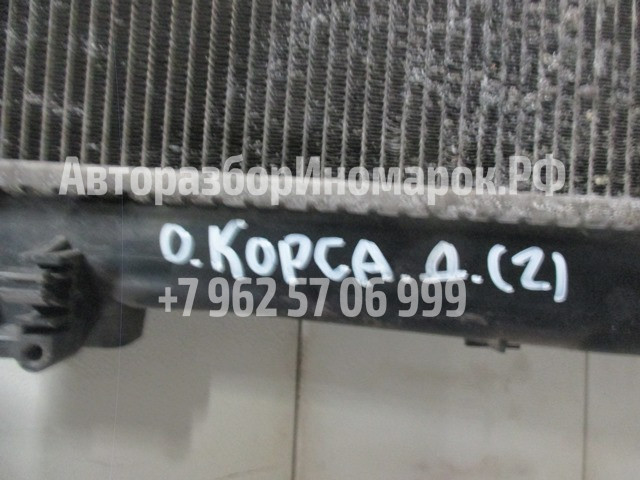 АвторазборИномарок.РФ
О.КОРСА.Д.(2)
+7 962 57 06 999